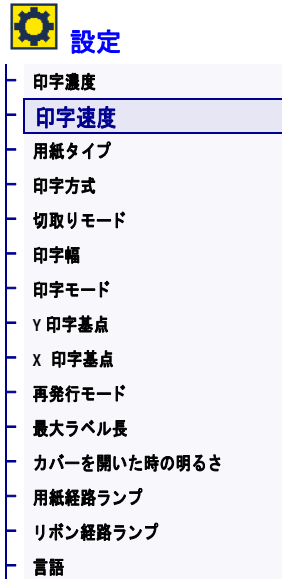 設定
印字濃度
印字速度
用紙タイプ
印字方式
切取りモード
印字幅
印字モード
Y 印字基点
X 印字基点
再発行モード
最大ラベル長
カバーを開いた時の明るさ
用紙経路ランプ
リボン経路ランプ
言語